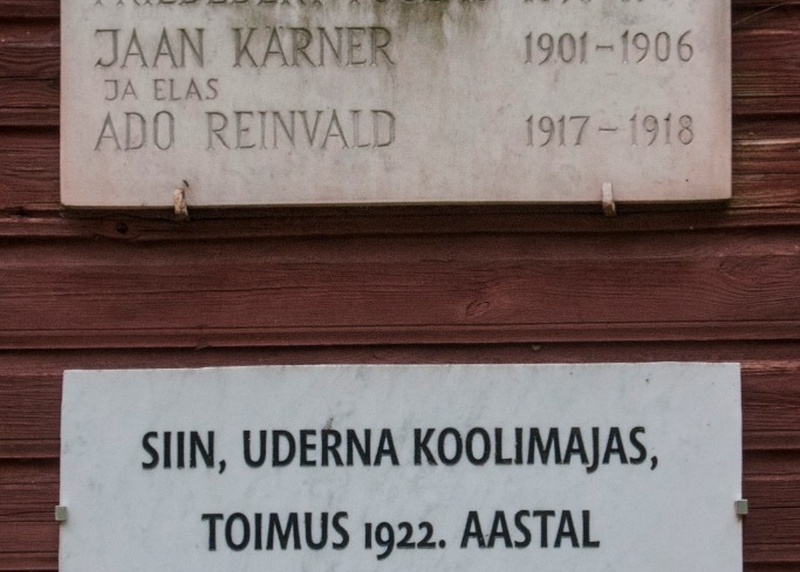 JAAN KÄRNER 1901-1906
JA ELAS
ADO REINVALD 1917-1918
SIIN, UDERNA KOOLIMAJAS,
TOIMUS 1922. AASTAL